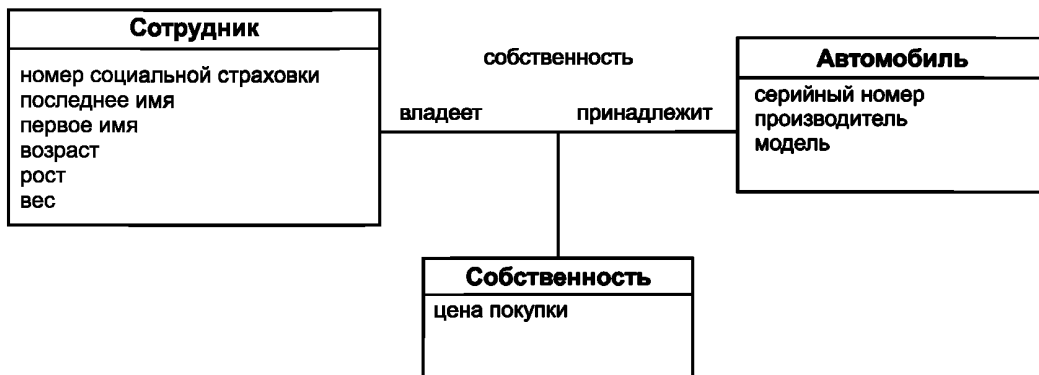 Сотрудник
номер социальной страховки
последнее имя
первое имя
возраст
рост
вес
собственность
владеет
принадлежит
Автомобиль
серийный номер
производитель
модель
Собственность
цена покупки